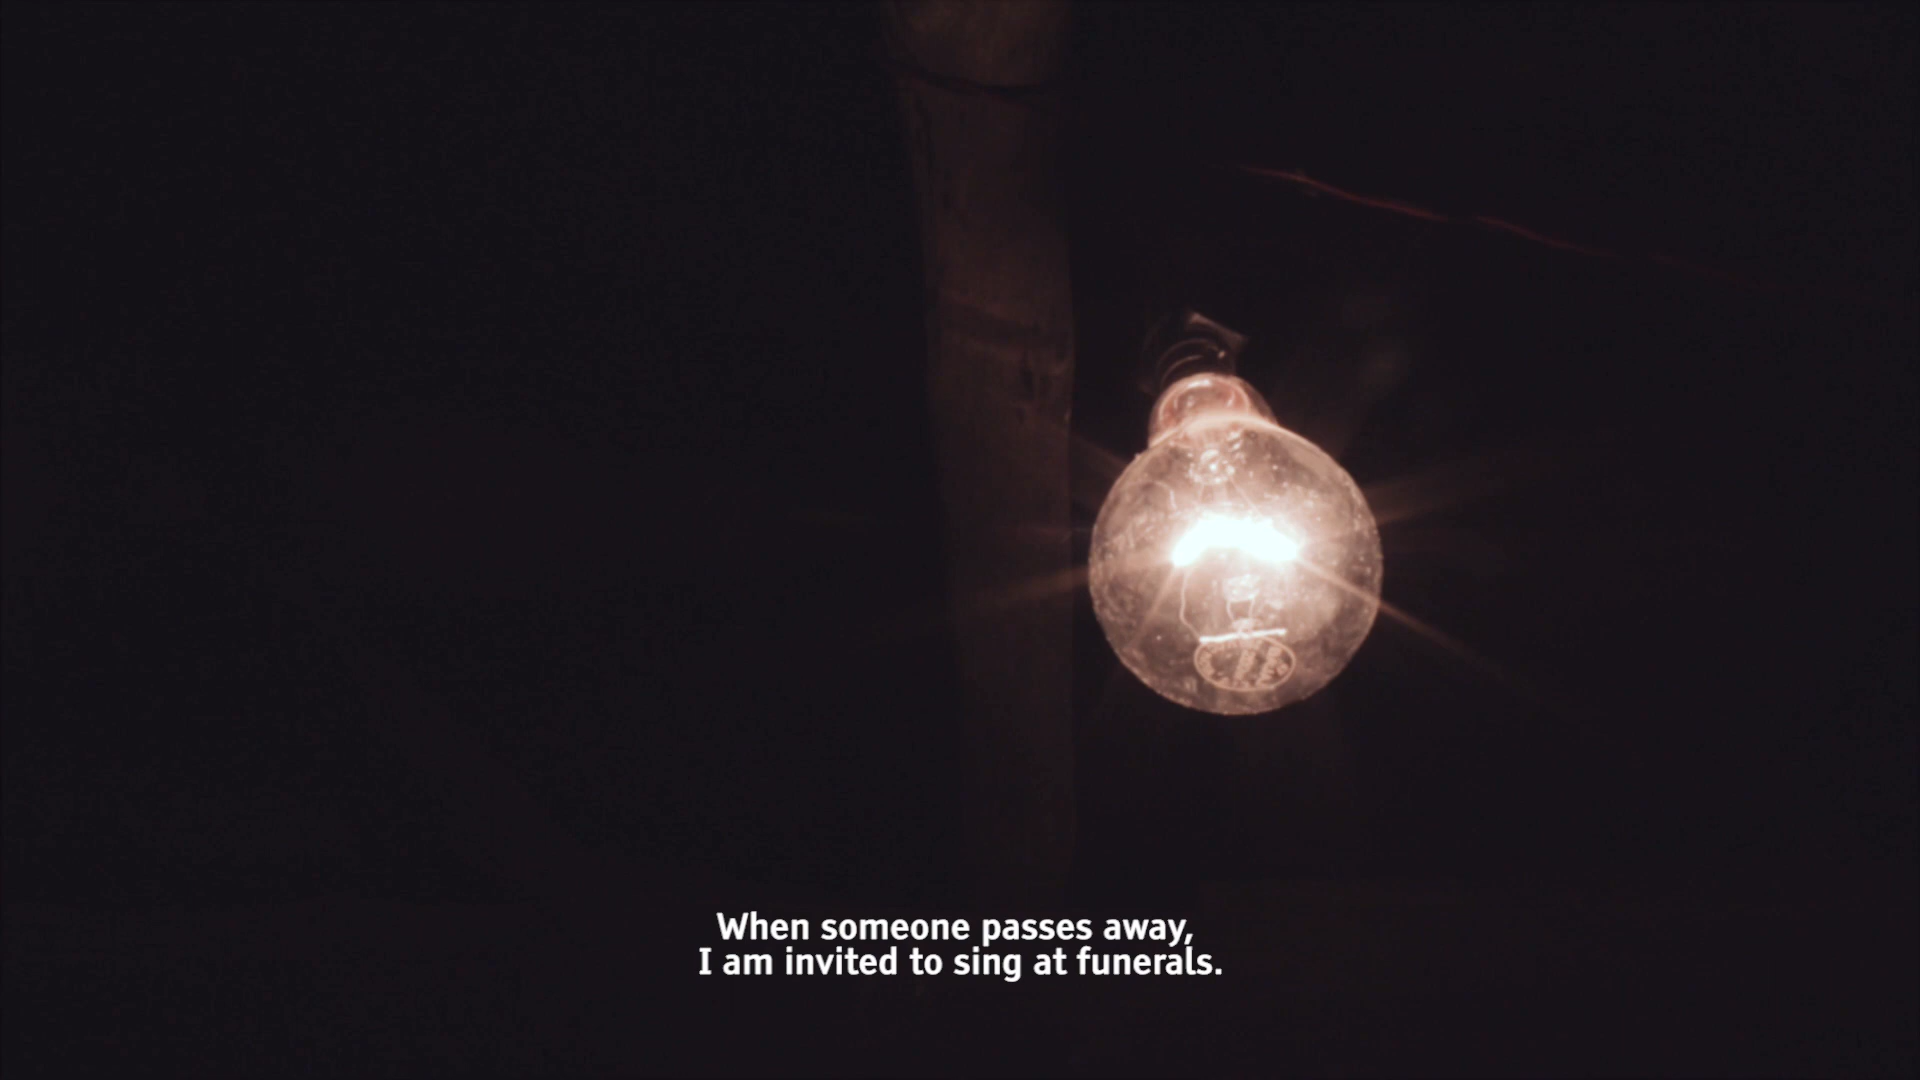 When someone passes away,
I am invited to sing at funerals.